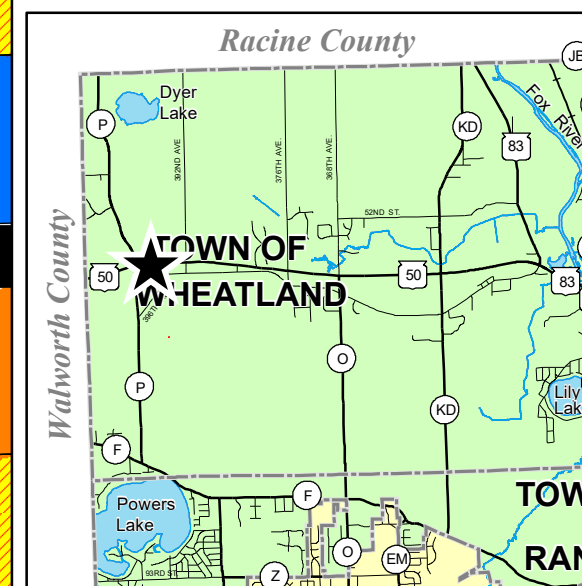 Racine County
JB
Dyer
Lake
Fox River
P
KD
83
392ND AVE
376TH AVE.
368TH AVE.
52ND ST.
Walworth County
TOWN OF
WHEATLAND
50
50
83
396TH
O
P
KD
Lily
Lak
F
Powers
Lake
F
TOW
O
EM
RAN
93RD ST.
Z